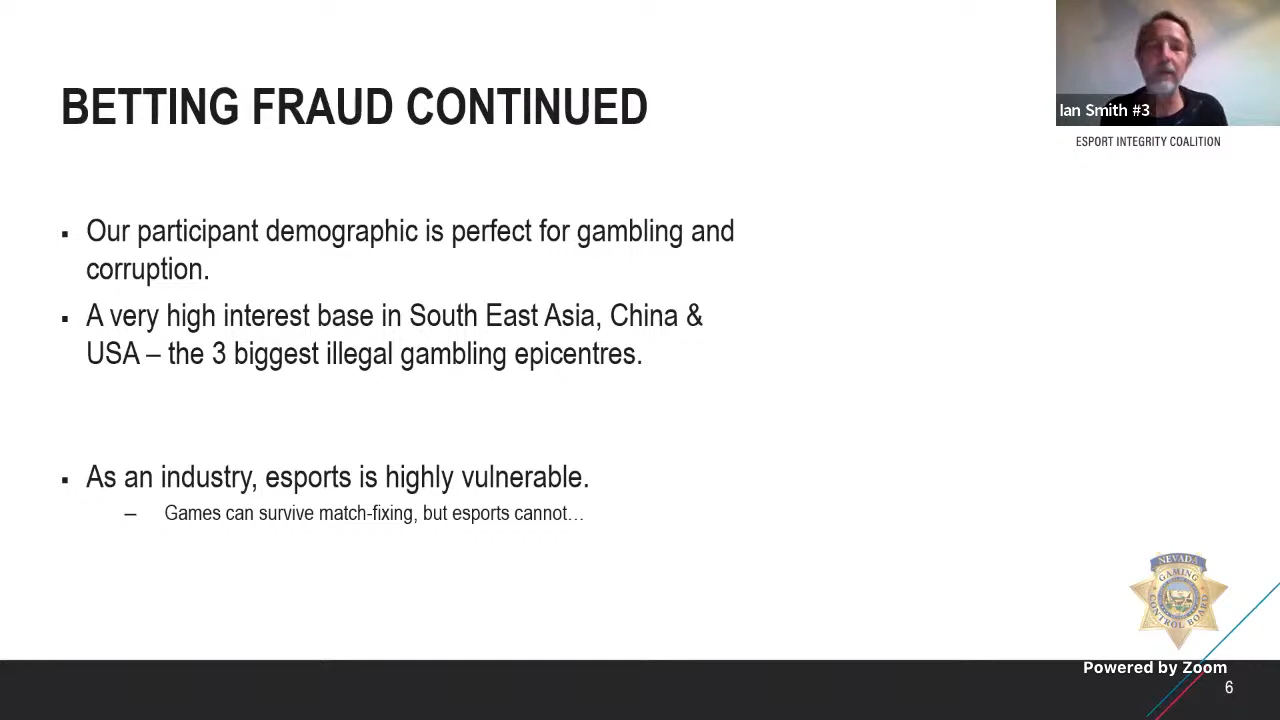 BETTING FRAUD CONTINUED
Ian Smith #3
ESPORT INTEGRITY COALITION
▪ Our participant demographic is perfect for gambling and
corruption.
▪ A very high interest base in South East Asia, China &
USA – the 3 biggest illegal gambling epicentres.
▪ As an industry, esports is highly vulnerable.
– Games can survive match-fixing, but esports cannot…
NEVADA
GAMING
CONTROL BOARD
Powered by Zoom
6